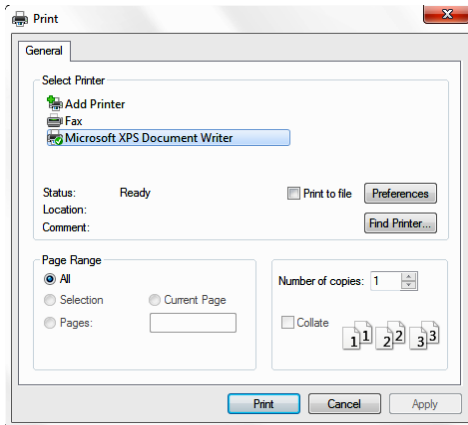 Print
X
General
Select Printer
Add Printer
Fax
Microsoft XPS Document Writer
Status: Ready
Print to file
Preferences
Location:
Comment:
Find Printer...
Page Range
All
Selection
Current Page
Pages:
Number of copies: 1
Collate
1 1 2 2 3 3
Print Cancel Apply